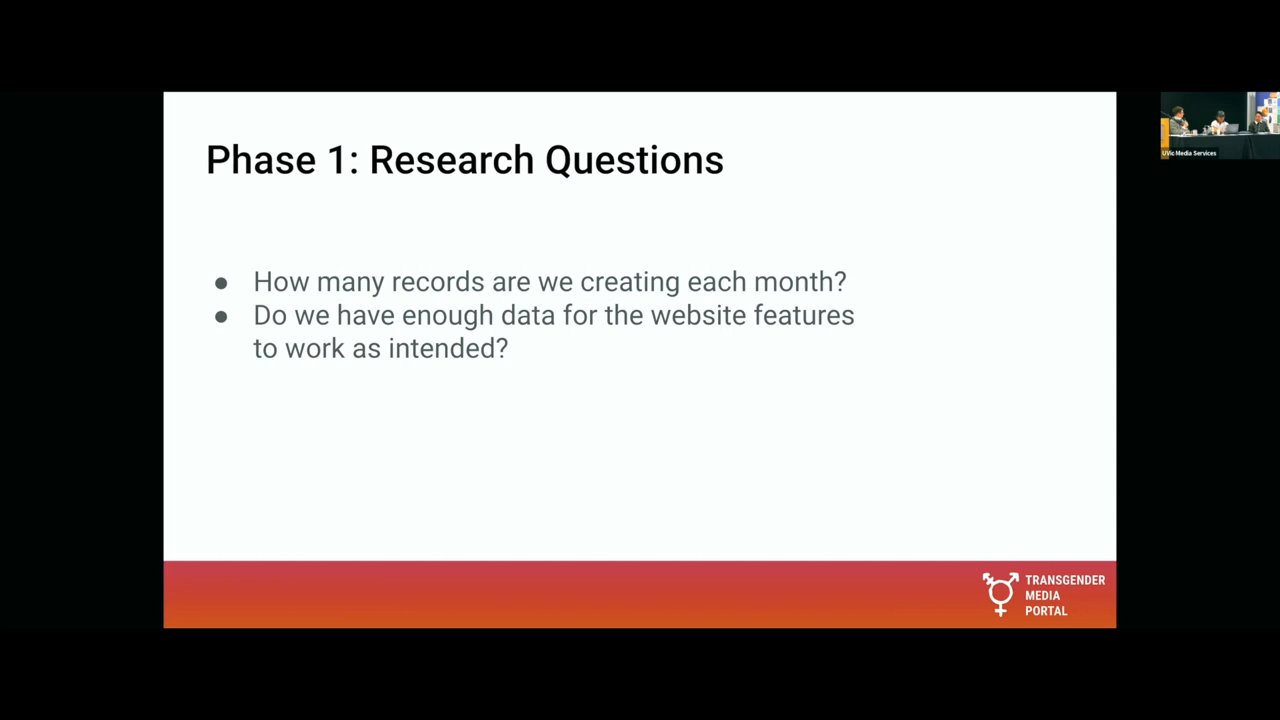 Phase 1: Research Questions
● How many records are we creating each month?
● Do we have enough data for the website features
to work as intended?
TRANSGENDER
MEDIA
PORTAL
UVic Media Services